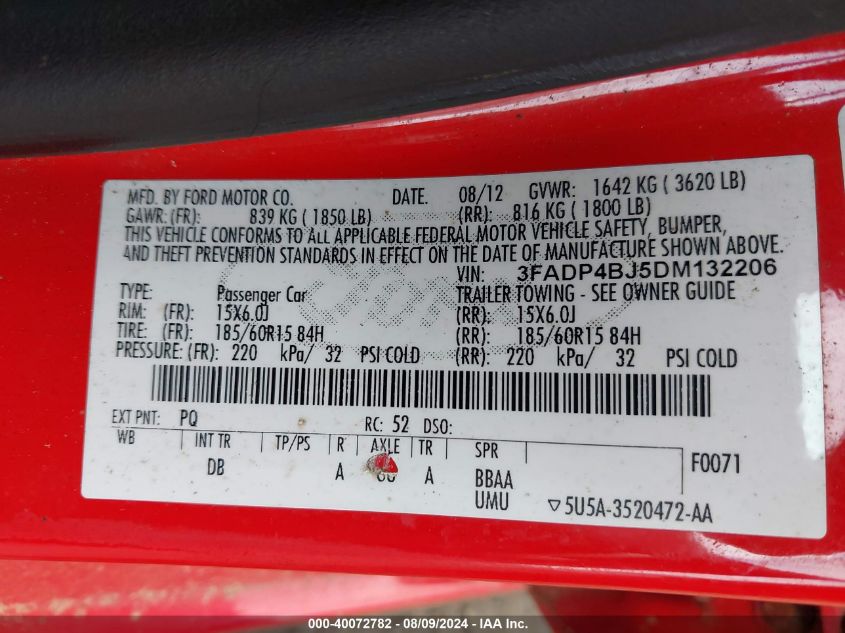 MFD. BY FORD MOTOR CO. DATE. 08/12 GVWR: 1642 KG ( 3620 LB)
GAWR: (FR): 839 KG ( 1850 LB) (RR): 816 KG ( 1800 LB)
THIS VEHICLE CONFORMS TO ALL APPLICABLE FEDERAL MOTOR VEHICLE SAFETY, BUMPER,
AND THEFT PREVENTION STANDARDS IN EFFECT ON THE DATE OF MANUFACTURE SHOWN ABOVE.
VIN: 3FADP4BJ5DM132206
TYPE: Passenger Car TRAILER TOWING - SEE OWNER GUIDE
RIM: (FR): 15X6.0J (RR): 15X6.0J
TIRE: (FR): 185/60R15 84H (RR): 185/60R15 84H
PRESSURE: (FR): 220 kPa/ 32 PSI COLD (RR): 220 kPa/ 32 PSI COLD
EXT PNT: PQ RC: 52 DSO:
WB INT TR TP/PS R AXLE TR SPR F0071
DB A A BBAA
UMU ▽5U5A-3520472-AA
000-40072782 - 08/09/2024 - IAA Inc.